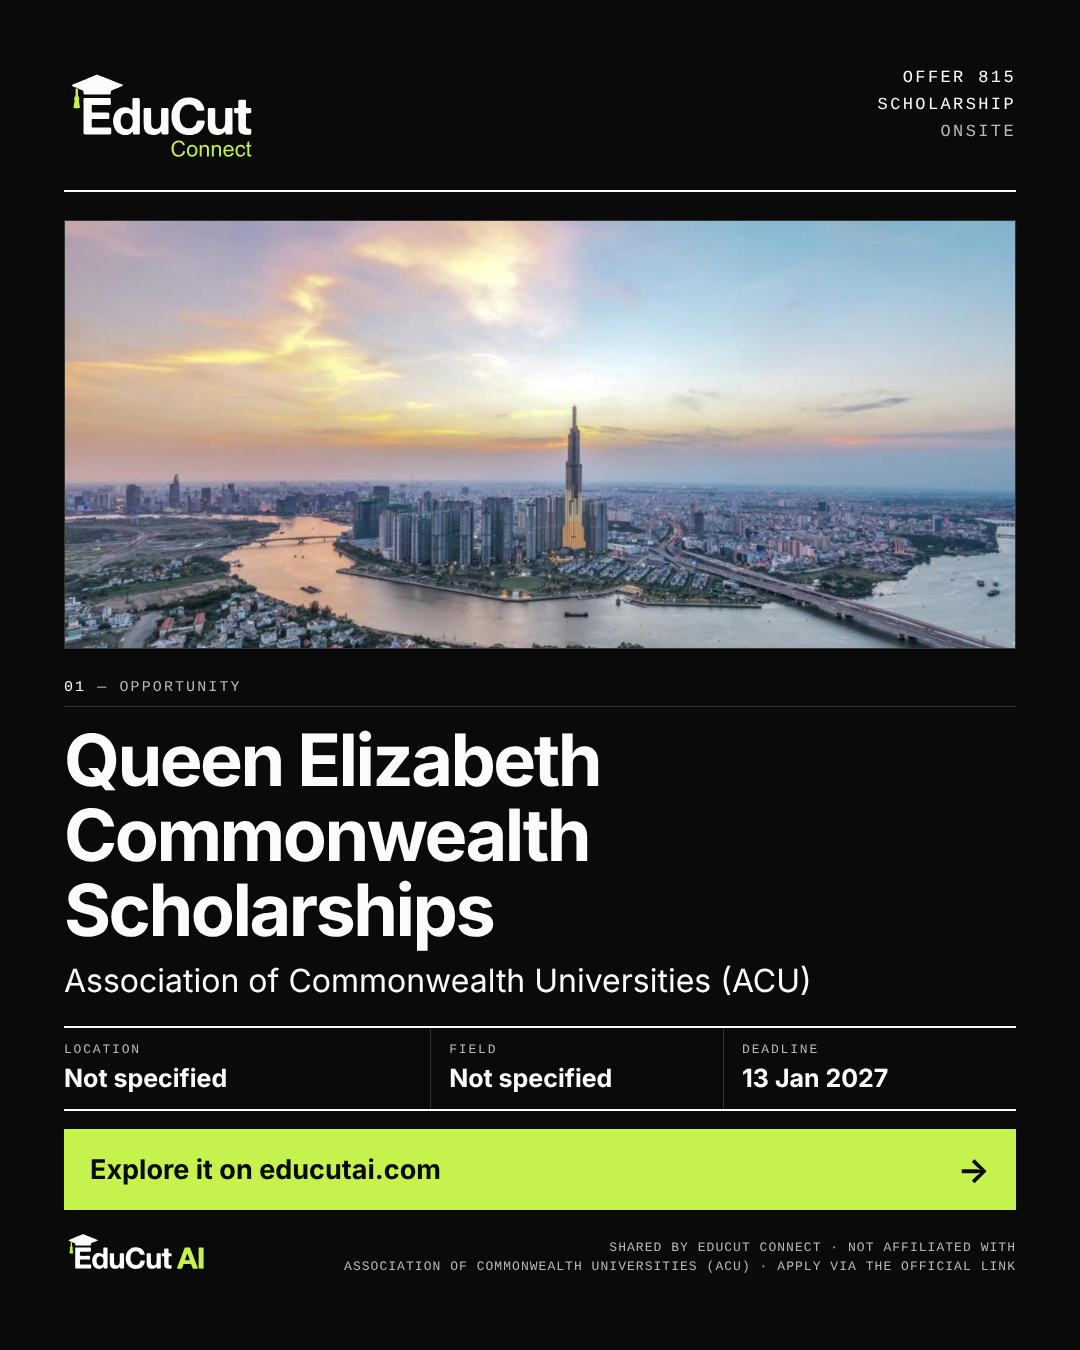 EduCut
Connect
OFFER 815
SCHOLARSHIP
ONSITE
01 — OPPORTUNITY
Queen Elizabeth
Commonwealth
Scholarships
Association of Commonwealth Universities (ACU)
LOCATION
Not specified
FIELD
Not specified
DEADLINE
13 Jan 2027
Explore it on educutai.com →
EduCut AI
SHARED BY EDUCUT CONNECT · NOT AFFILIATED WITH
ASSOCIATION OF COMMONWEALTH UNIVERSITIES (ACU) · APPLY VIA THE OFFICIAL LINK